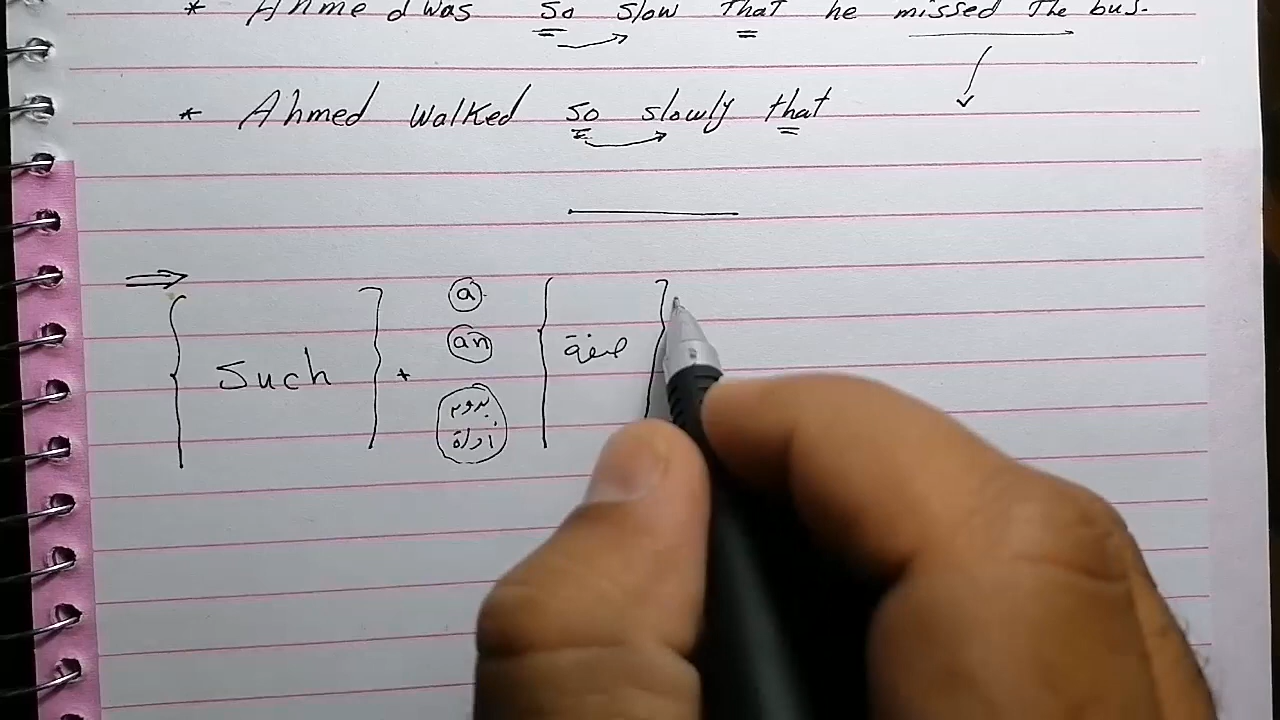 * Ahmed was so slow that he missed the bus.
* Ahmed walked so slowly that
⇒
Such + a صفة
an
بدون
أداة